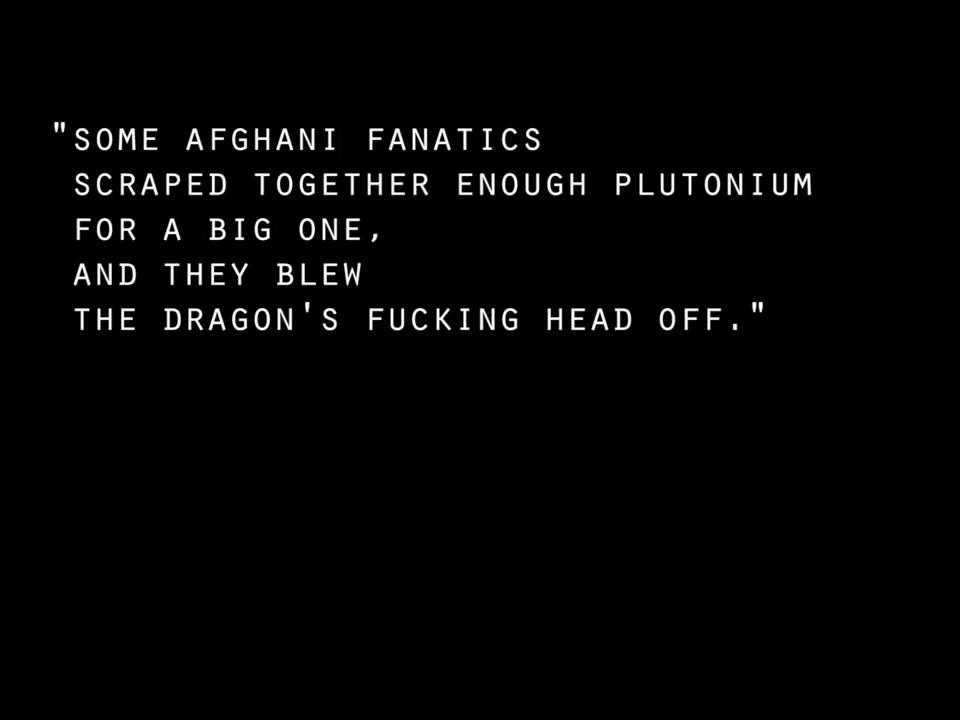 "SOME AFGHANI FANATICS
SCRAPED TOGETHER ENOUGH PLUTONIUM
FOR A BIG ONE,
AND THEY BLEW
THE DRAGON'S FUCKING HEAD OFF."